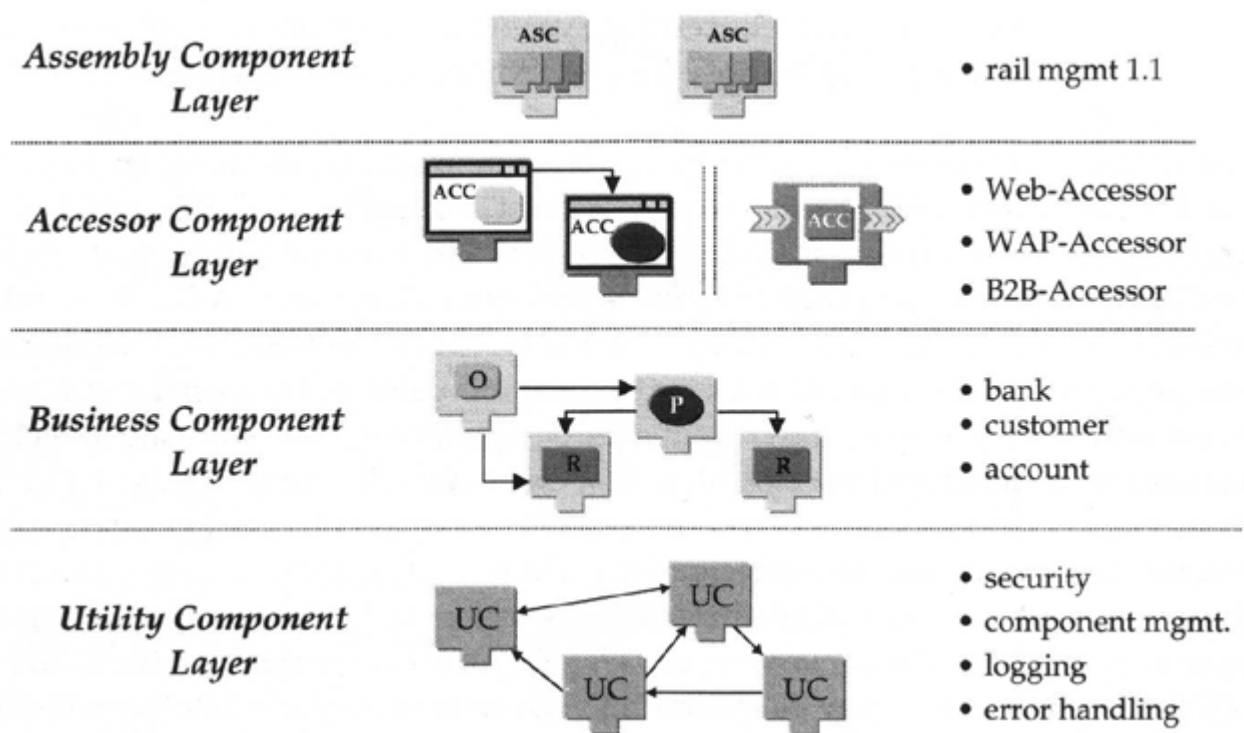 Assembly Component
Layer
ASC
ASC
• rail mgmt 1.1
Accessor Component
Layer
ACC
ACC
ACC
• Web-Accessor
• WAP-Accessor
• B2B-Accessor
Business Component
Layer
O
P
R
R
• bank
• customer
• account
Utility Component
Layer
UC
UC
UC
UC
• security
• component mgmt.
• logging
• error handling